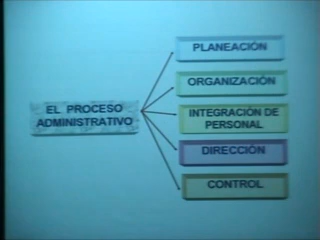 EL PROCESO
ADMINISTRATIVO
PLANEACIÓN
ORGANIZACIÓN
INTEGRACIÓN DE
PERSONAL
DIRECCIÓN
CONTROL